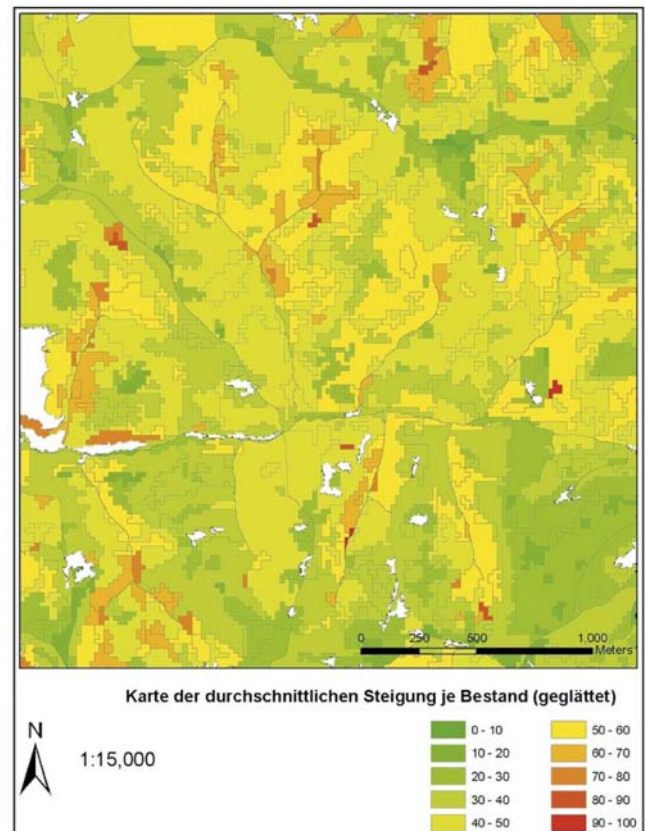 0 250 500 1,000
Meters
Karte der durchschnittlichen Steigung je Bestand (geglättet)
N
1:15,000
0 - 10
10 - 20
20 - 30
30 - 40
40 - 50
50 - 60
60 - 70
70 - 80
80 - 90
90 - 100